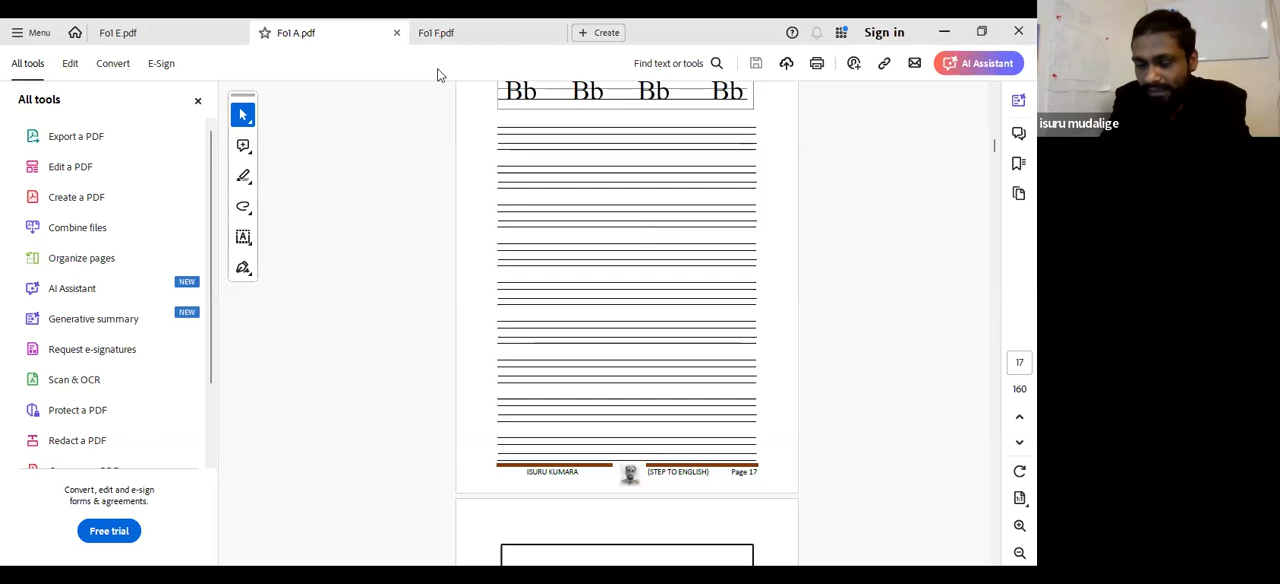 Menu Fo1 E.pdf Fo1 A.pdf Fo1 F.pdf Create Sign in
All tools Edit Convert E-Sign Find text or tools AI Assistant
All tools
Export a PDF
Edit a PDF
Create a PDF
Combine files
Organize pages
AI Assistant NEW
Generative summary NEW
Request e-signatures
Scan & OCR
Protect a PDF
Redact a PDF
Convert, edit and e-sign
forms & agreements.
Free trial
Bb Bb Bb Bb
ISURU KUMARA (STEP TO ENGLISH) Page 17
17
160
isuru mudalige